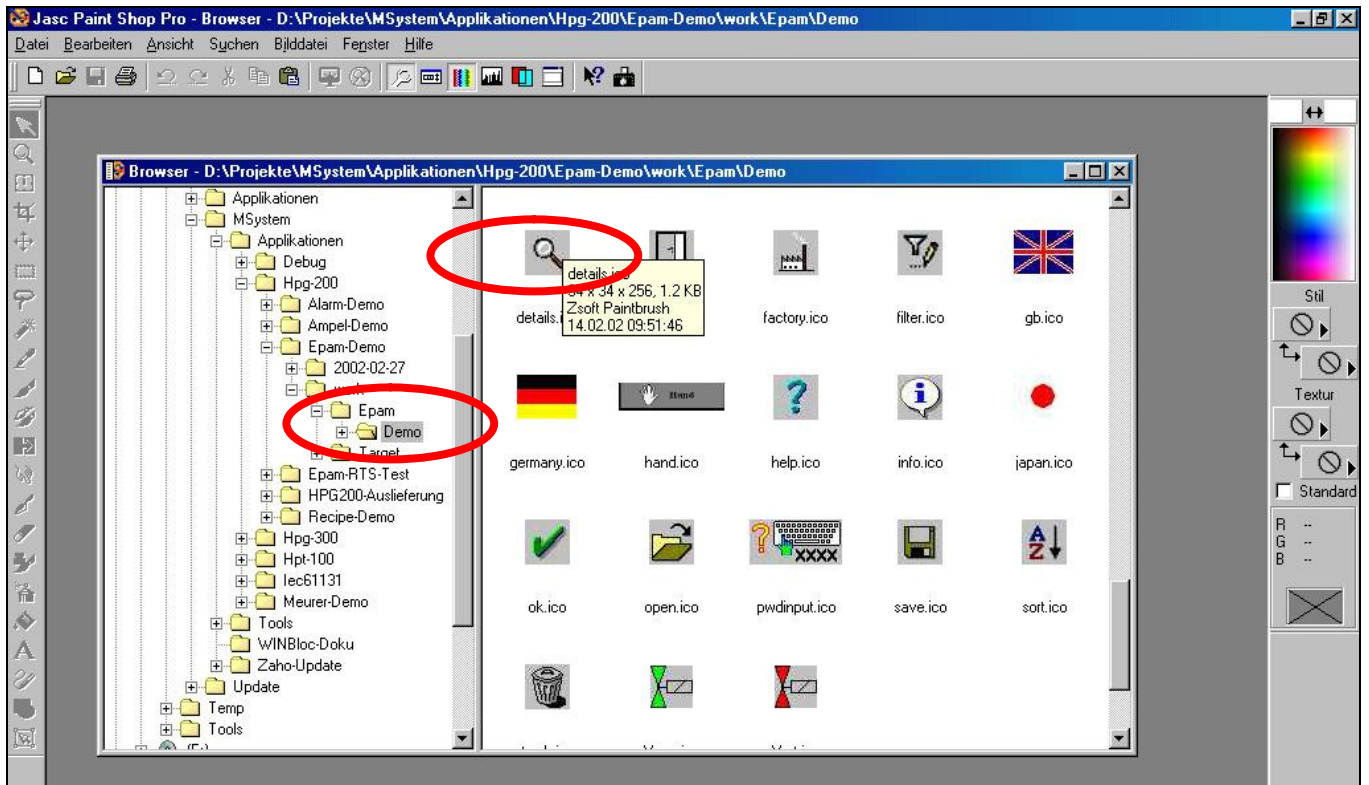 Jasc Paint Shop Pro - Browser - D:\Projekte\MSystem\Applikationen\Hpg-200\Epam-Demo\work\Epam\Demo
Datei Bearbeiten Ansicht Suchen Bilddatei Fenster Hilfe
Browser - D:\Projekte\MSystem\Applikationen\Hpg-200\Epam-Demo\work\Epam\Demo
Applikationen
MSystem
Applikationen
Debug
Hpg-200
Alarm-Demo
Ampel-Demo
Epam-Demo
2002-02-27
Epam
Demo
Target
Epam-RTS-Test
HPG200-Auslieferung
Recipe-Demo
Hpg-300
Hpt-100
Iec61131
Meurer-Demo
Tools
WINBloc-Doku
Zaho-Update
Update
Temp
Tools
details.ico
34 x 34 x 256, 1.2 KB
Zsoft Paintbrush
14.02.02 09:51:46
factory.ico
filter.ico
gb.ico
Hand
germany.ico
hand.ico
help.ico
info.ico
japan.ico
XXXX
A
Z
ok.ico
open.ico
pwdinput.ico
save.ico
sort.ico
Stil
Textur
Standard
R --
G --
B --